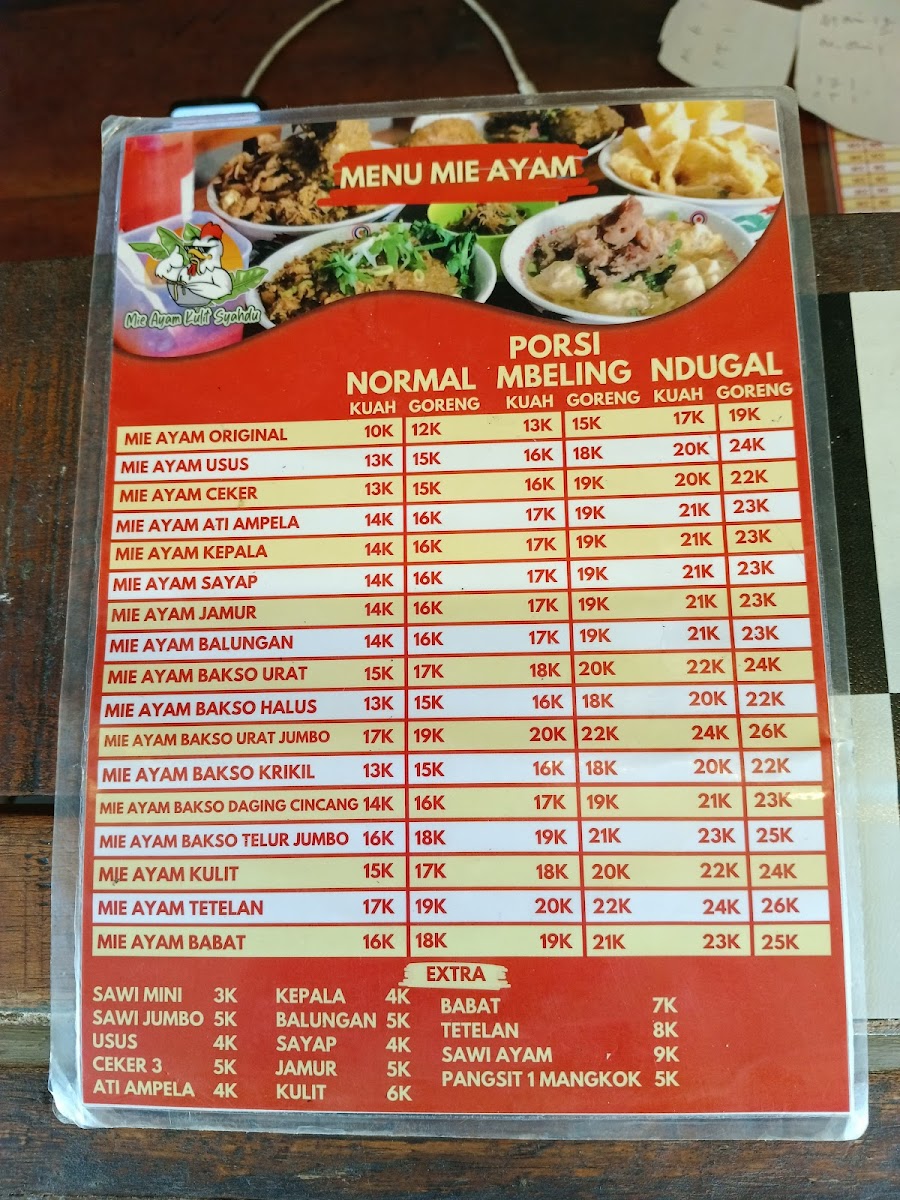 MENU MIE AYAM
Mie Ayam Kulit Syahdu
PORSI
NORMAL MBELING NDUGAL
KUAH GORENG KUAH GORENG KUAH GORENG
MIE AYAM ORIGINAL 10K 12K 13K 15K 17K 19K
MIE AYAM USUS 13K 15K 16K 18K 20K 24K
MIE AYAM CEKER 13K 15K 16K 19K 20K 22K
MIE AYAM ATI AMPELA 14K 16K 17K 19K 21K 23K
MIE AYAM KEPALA 14K 16K 17K 19K 21K 23K
MIE AYAM SAYAP 14K 16K 17K 19K 21K 23K
MIE AYAM JAMUR 14K 16K 17K 19K 21K 23K
MIE AYAM BALUNGAN 14K 16K 17K 19K 21K 23K
MIE AYAM BAKSO URAT 15K 17K 18K 20K 22K 24K
MIE AYAM BAKSO HALUS 13K 15K 16K 18K 20K 22K
MIE AYAM BAKSO URAT JUMBO 17K 19K 20K 22K 24K 26K
MIE AYAM BAKSO KRIKIL 13K 15K 16K 18K 20K 22K
MIE AYAM BAKSO DAGING CINCANG 14K 16K 17K 19K 21K 23K
MIE AYAM BAKSO TELUR JUMBO 16K 18K 19K 21K 23K 25K
MIE AYAM KULIT 15K 17K 18K 20K 22K 24K
MIE AYAM TETELAN 17K 19K 20K 22K 24K 26K
MIE AYAM BABAT 16K 18K 19K 21K 23K 25K
EXTRA
SAWI MINI 3K
SAWI JUMBO 5K
USUS 4K
CEKER 3 5K
ATI AMPELA 4K
KEPALA 4K
BALUNGAN 5K
SAYAP 4K
JAMUR 5K
KULIT 6K
BABAT 7K
TETELAN 8K
SAWI AYAM 9K
PANGSIT 1 MANGKOK 5K